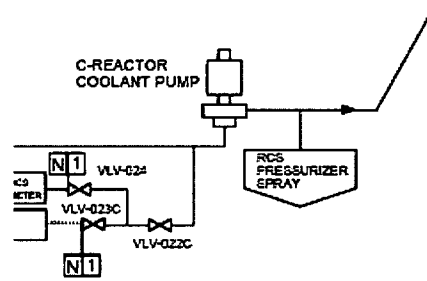 C-REACTOR
COOLANT PUMP
N 1
VLV-024
RCS
PRESSURIZER
SPRAY
VLV-023C
VLV-022C
N 1